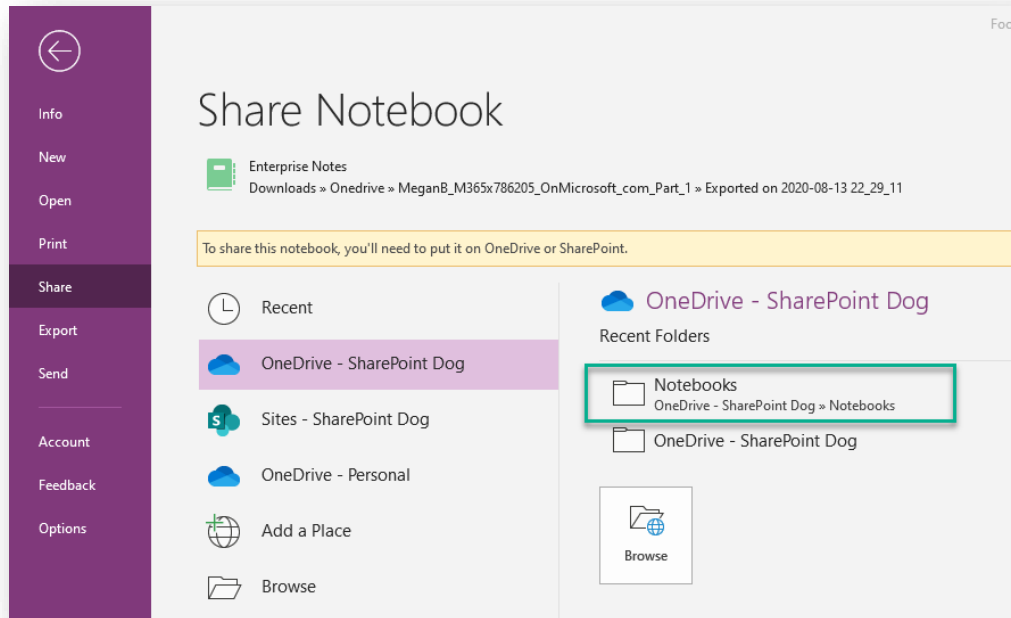 Foc
Info
New
Open
Print
Share
Export
Send
Account
Feedback
Options
Share Notebook
Enterprise Notes
Downloads » Onedrive » MeganB_M365x786205_OnMicrosoft_com_Part_1 » Exported on 2020-08-13 22_29_11
To share this notebook, you'll need to put it on OneDrive or SharePoint.
Recent
OneDrive - SharePoint Dog
Sites - SharePoint Dog
OneDrive - Personal
Add a Place
Browse
OneDrive - SharePoint Dog
Recent Folders
Notebooks
OneDrive - SharePoint Dog » Notebooks
OneDrive - SharePoint Dog
Browse